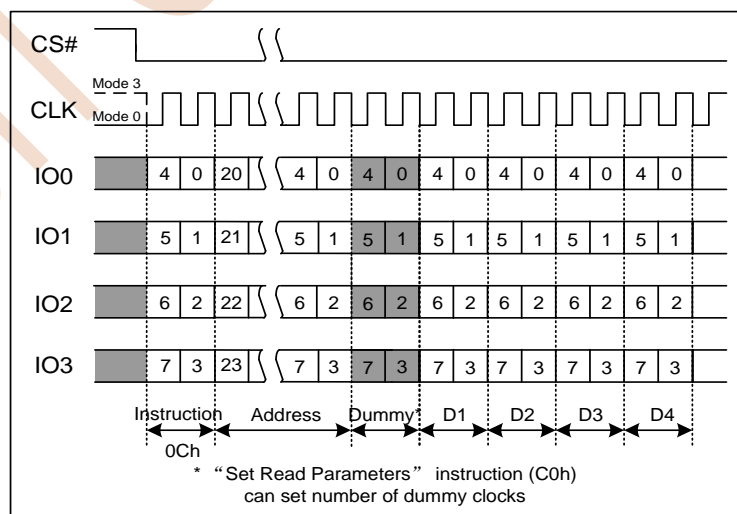 CS#
Mode 3
CLK
Mode 0
IO0 4 0 20 4 0 4 0 4 0 4 0 4 0 4 0
IO1 5 1 21 5 1 5 1 5 1 5 1 5 1 5 1
IO2 6 2 22 6 2 6 2 6 2 6 2 6 2 6 2
IO3 7 3 23 7 3 7 3 7 3 7 3 7 3 7 3
Instruction Address Dummy* D1 D2 D3 D4
0Ch
* “Set Read Parameters” instruction (C0h)
can set number of dummy clocks